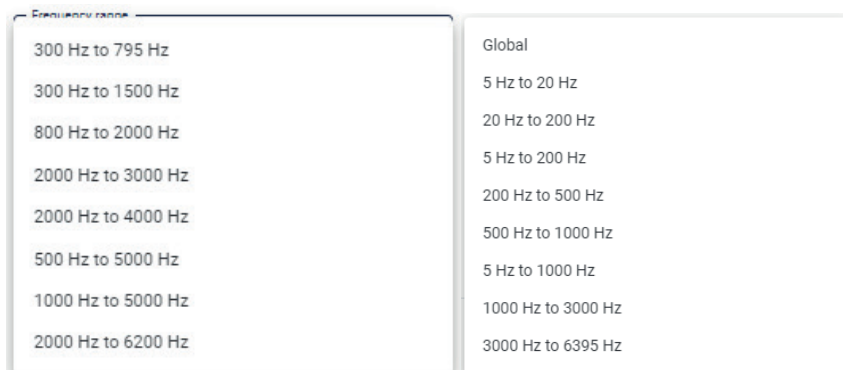 Frequency range
300 Hz to 795 Hz
300 Hz to 1500 Hz
800 Hz to 2000 Hz
2000 Hz to 3000 Hz
2000 Hz to 4000 Hz
500 Hz to 5000 Hz
1000 Hz to 5000 Hz
2000 Hz to 6200 Hz
Global
5 Hz to 20 Hz
20 Hz to 200 Hz
5 Hz to 200 Hz
200 Hz to 500 Hz
500 Hz to 1000 Hz
5 Hz to 1000 Hz
1000 Hz to 3000 Hz
3000 Hz to 6395 Hz